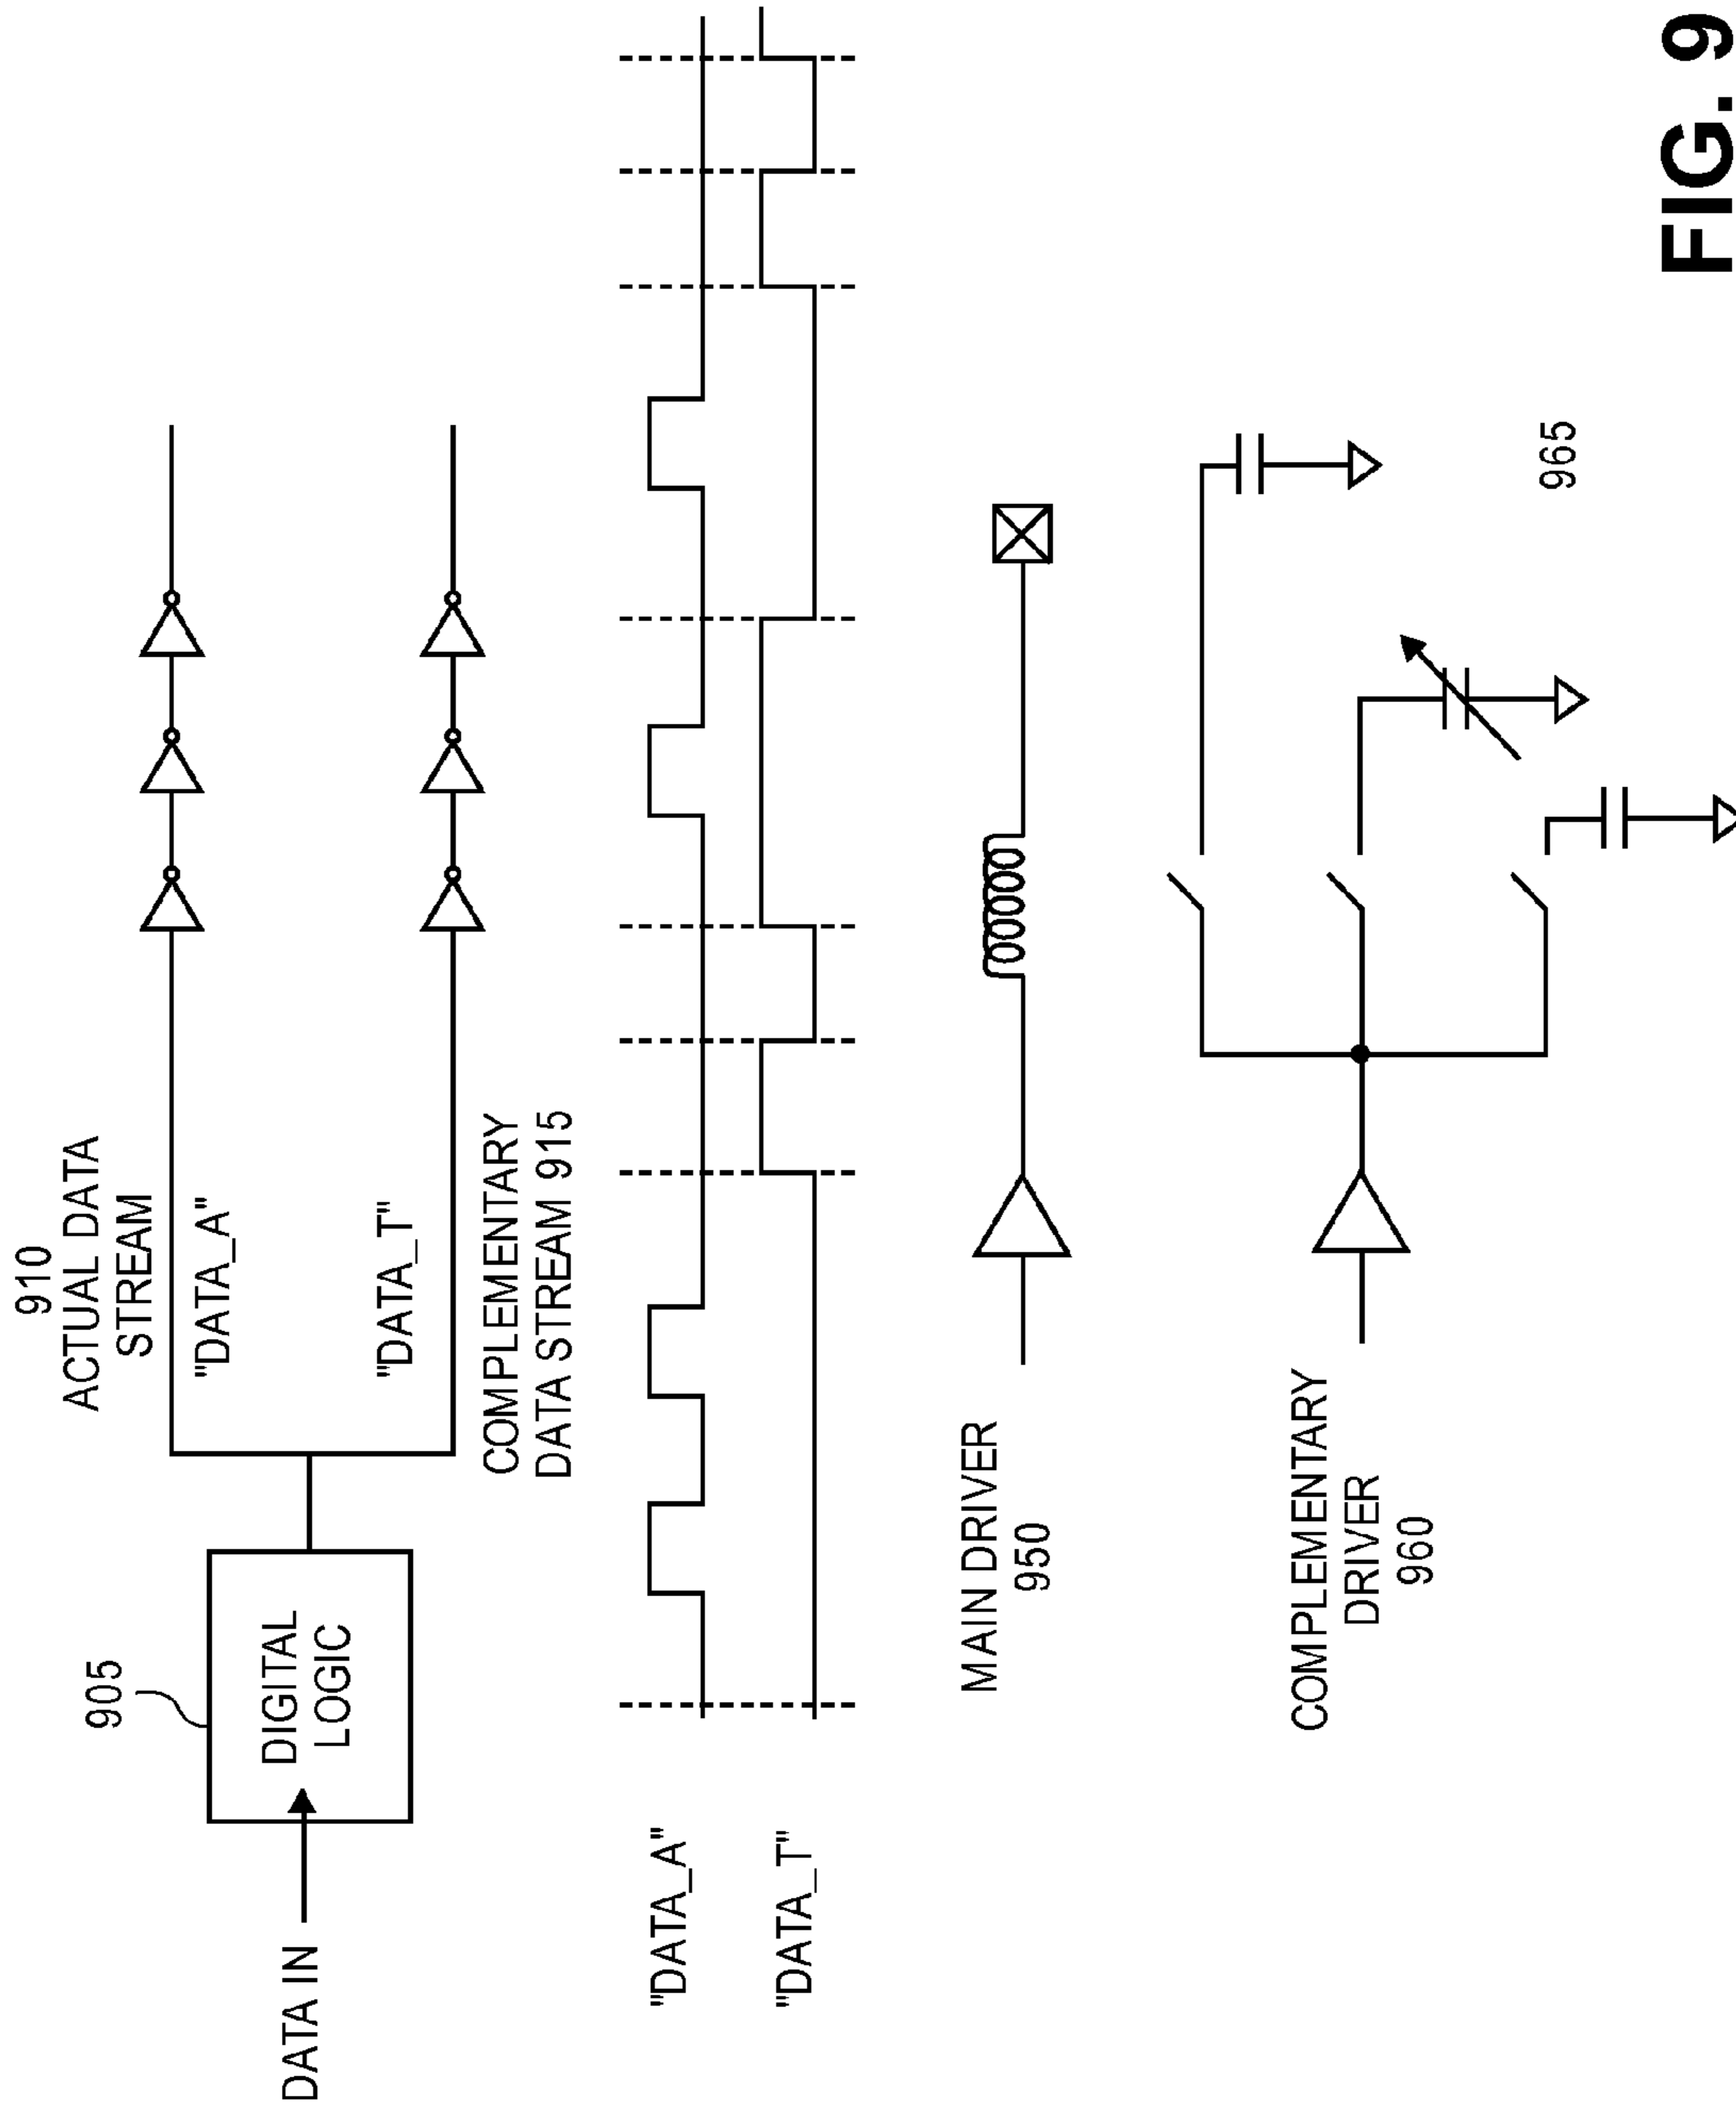 905
DATA IN
DIGITAL
LOGIC
910
ACTUAL DATA
STREAM
"DATA_A"
"DATA_T"
COMPLEMENTARY
DATA STREAM 915
"DATA_A"
"DATA_T"
MAIN DRIVER
950
COMPLEMENTARY
DRIVER
960
965
FIG. 9